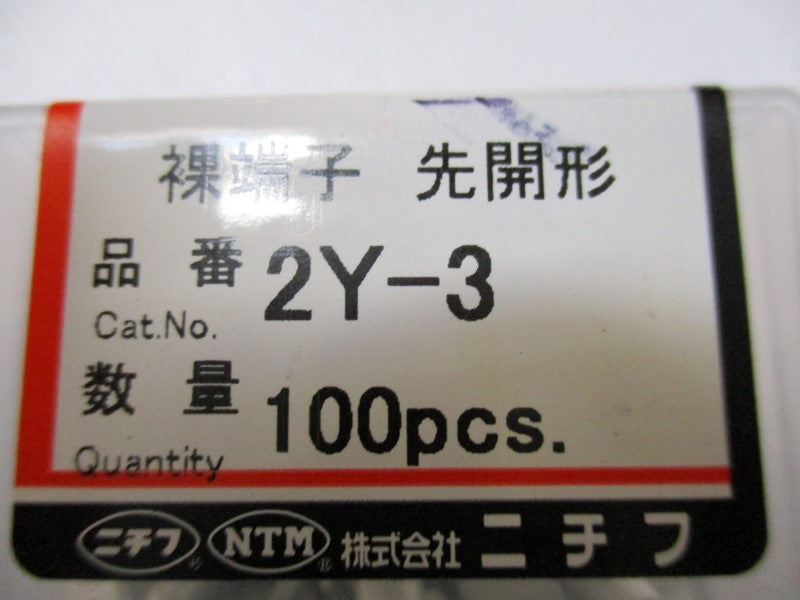 裸端子 先開形
品番 2Y-3
Cat.No.
数量 100pcs.
Quantity
ニチフ® NTM® 株式会社 ニチフ